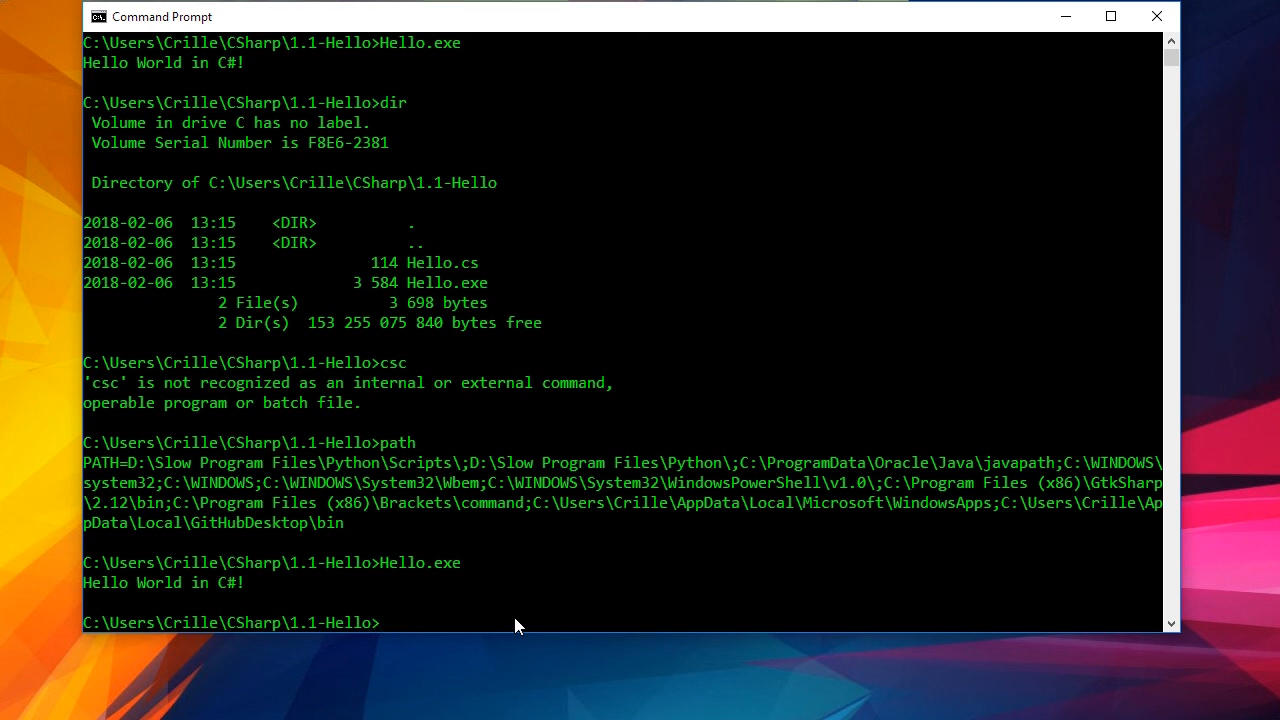 Command Prompt
C:\Users\Crille\CSharp\1.1-Hello>Hello.exe
Hello World in C#!
C:\Users\Crille\CSharp\1.1-Hello>dir
 Volume in drive C has no label.
 Volume Serial Number is F8E6-2381
 Directory of C:\Users\Crille\CSharp\1.1-Hello
2018-02-06  13:15    <DIR>          .
2018-02-06  13:15    <DIR>          ..
2018-02-06  13:15               114 Hello.cs
2018-02-06  13:15             3 584 Hello.exe
               2 File(s)          3 698 bytes
               2 Dir(s)  153 255 075 840 bytes free
C:\Users\Crille\CSharp\1.1-Hello>csc
'csc' is not recognized as an internal or external command,
operable program or batch file.
C:\Users\Crille\CSharp\1.1-Hello>path
PATH=D:\Slow Program Files\Python\Scripts\;D:\Slow Program Files\Python\;C:\ProgramData\Oracle\Java\javapath;C:\WINDOWS\
system32;C:\WINDOWS;C:\WINDOWS\System32\Wbem;C:\WINDOWS\System32\WindowsPowerShell\v1.0\;C:\Program Files (x86)\GtkSharp
\2.12\bin;C:\Program Files (x86)\Brackets\command;C:\Users\Crille\AppData\Local\Microsoft\WindowsApps;C:\Users\Crille\Ap
pData\Local\GitHubDesktop\bin
C:\Users\Crille\CSharp\1.1-Hello>Hello.exe
Hello World in C#!
C:\Users\Crille\CSharp\1.1-Hello>